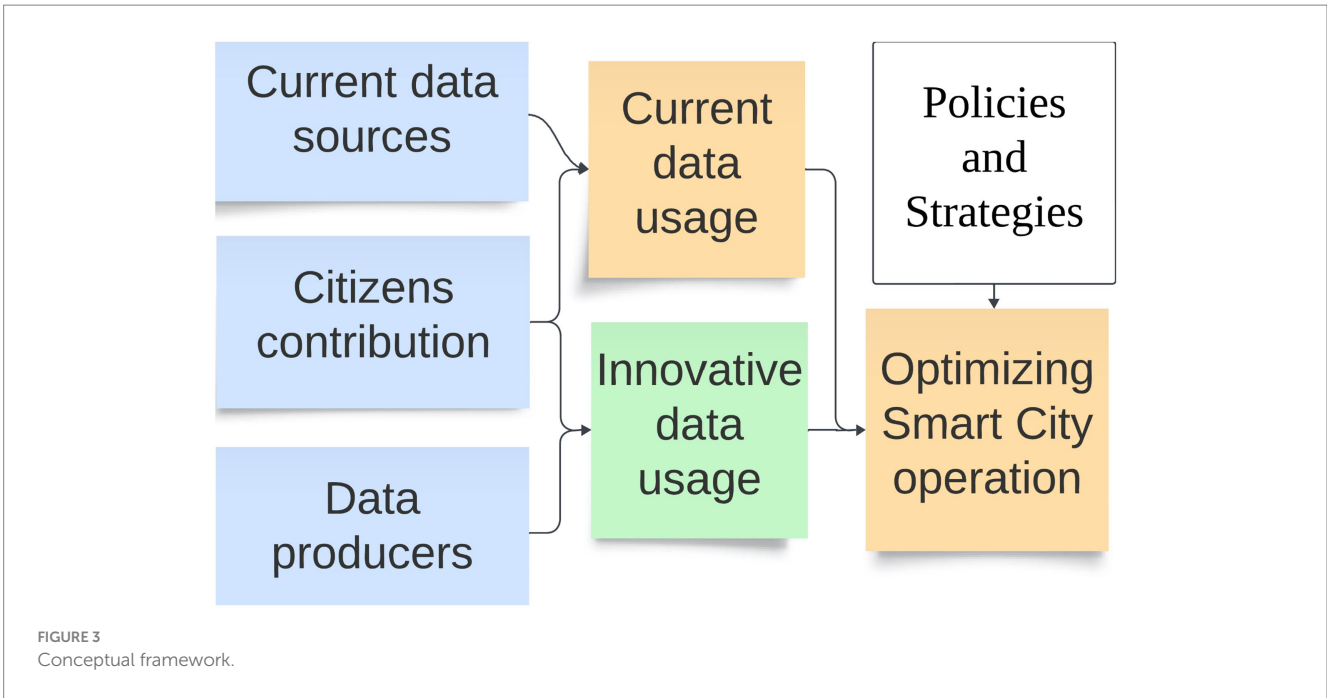 Current data
sources
Citizens
contribution
Data
producers
Current
data
usage
Innovative
data
usage
Policies
and
Strategies
Optimizing
Smart City
operation
FIGURE 3
Conceptual framework.